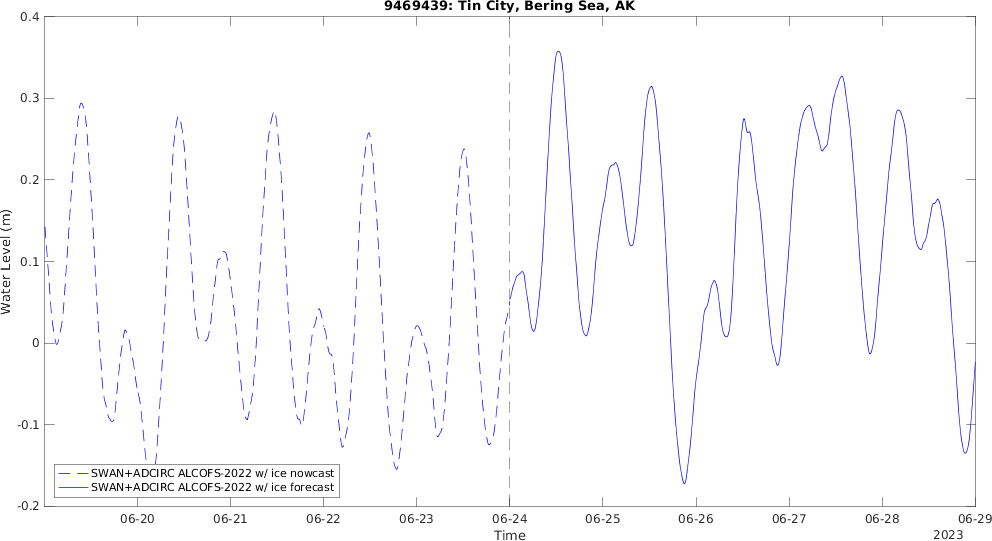 9469439: Tin City, Bering Sea, AK
0.4
0.3
0.2
0.1
0
-0.1
-0.2
Water Level (m)
SWAN+ADCIRC ALCOFS-2022 w/ ice nowcast
SWAN+ADCIRC ALCOFS-2022 w/ ice forecast
06-20 06-21 06-22 06-23 06-24 06-25 06-26 06-27 06-28 06-29
Time
2023